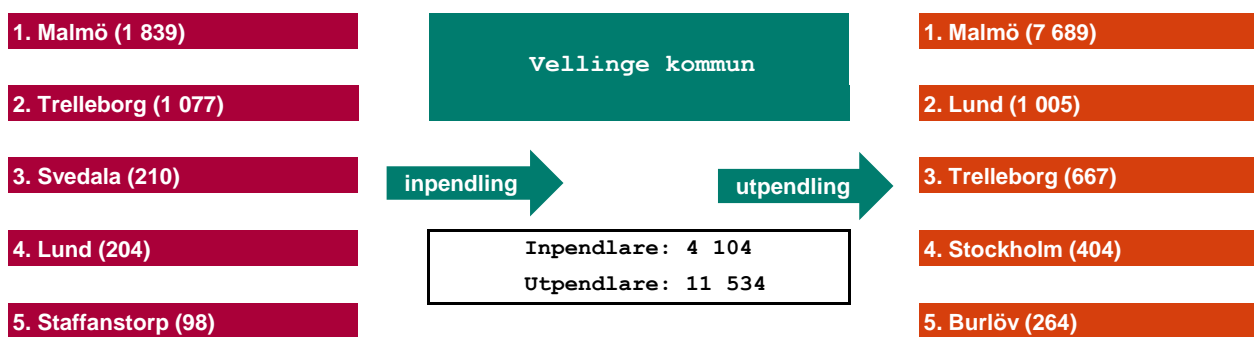 1. Malmö (1 839)
2. Trelleborg (1 077)
3. Svedala (210)
4. Lund (204)
5. Staffanstorp (98)
Vellinge kommun
inpendling
utpendling
Inpendlare: 4 104
Utpendlare: 11 534
1. Malmö (7 689)
2. Lund (1 005)
3. Trelleborg (667)
4. Stockholm (404)
5. Burlöv (264)